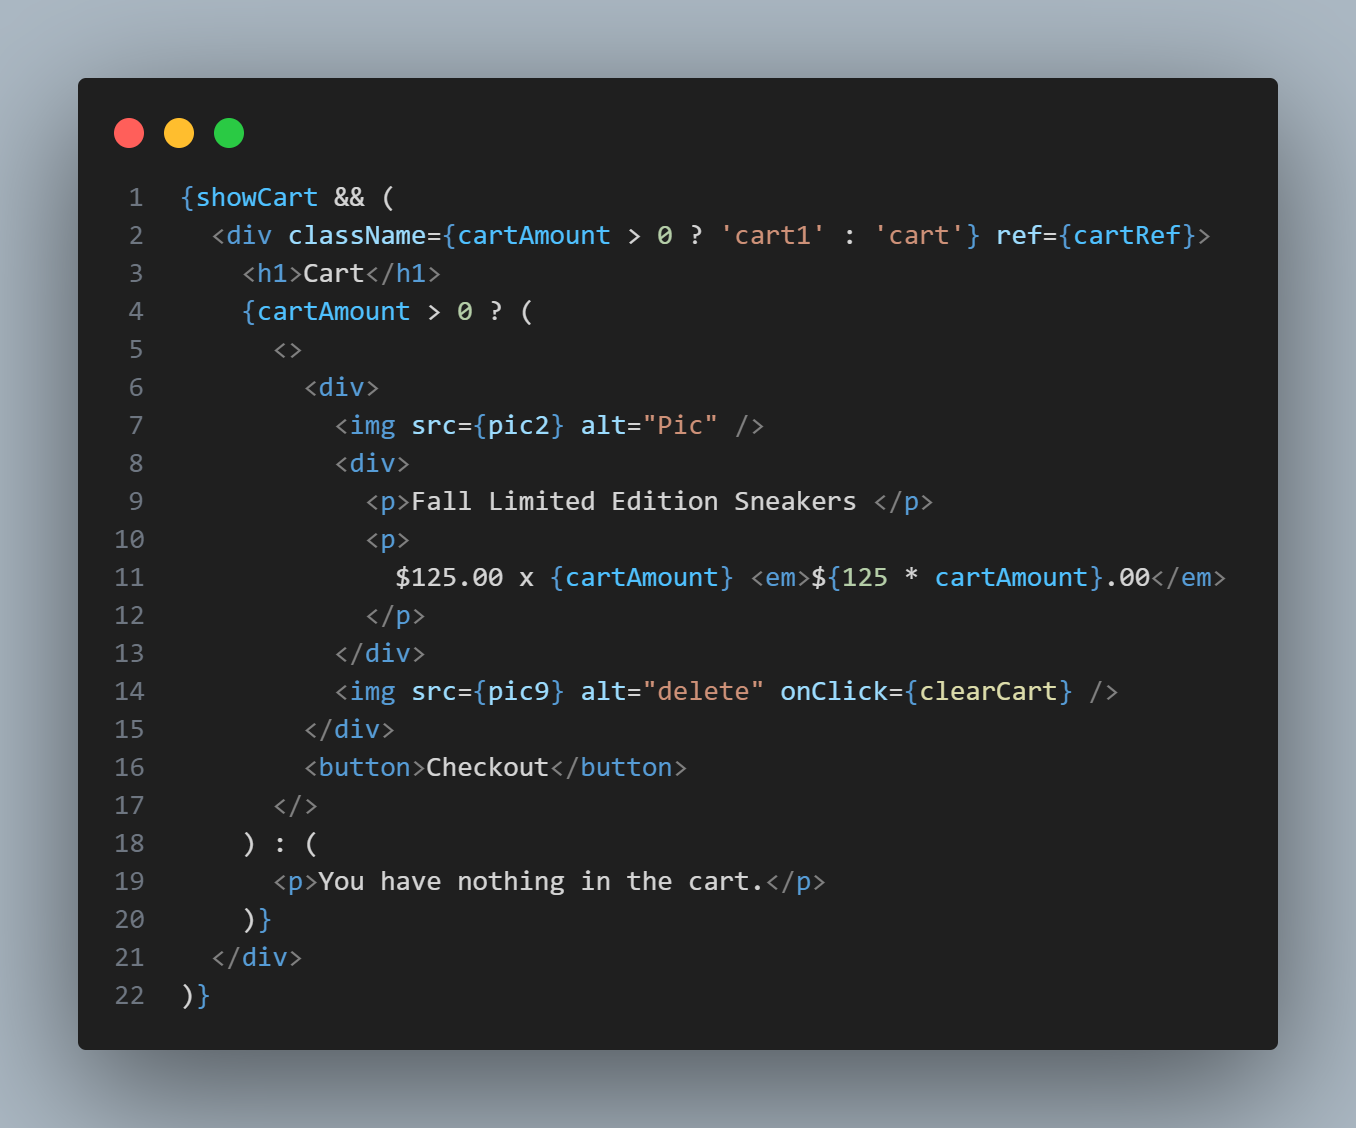 1 {showCart && (
2 <div className={cartAmount > 0 ? 'cart1' : 'cart'} ref={cartRef}>
3 <h1>Cart</h1>
4 {cartAmount > 0 ? (
5 <>
6 <div>
7 <img src={pic2} alt="Pic" />
8 <div>
9 <p>Fall Limited Edition Sneakers </p>
10 <p>
11 $125.00 x {cartAmount} <em>${125 * cartAmount}.00</em>
12 </p>
13 </div>
14 <img src={pic9} alt="delete" onClick={clearCart} />
15 </div>
16 <button>Checkout</button>
17 </>
18 ) : (
19 <p>You have nothing in the cart.</p>
20 )}
21 </div>
22 )}